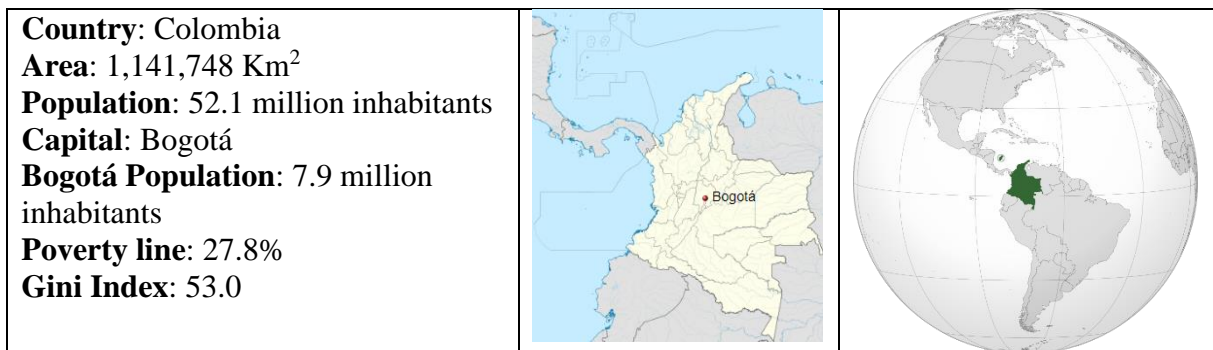 Country: Colombia
Area: 1,141,748 Km²
Population: 52.1 million inhabitants
Capital: Bogotá
Bogotá Population: 7.9 million
inhabitants
Poverty line: 27.8%
Gini Index: 53.0
Bogotá